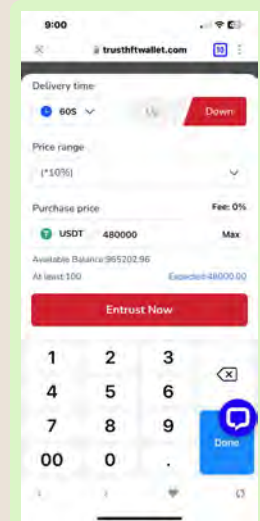 9:00
trusthftwallet.com
10
Delivery time
60S Up Down
Price range
(*10%)
Purchase price Fee: 0%
USDT 480000 Max
Available Balance:965202.96
At least:100 Expected:48000.00
Entrust Now
1 2 3
4 5 6
7 8 9
Done
00 0 .